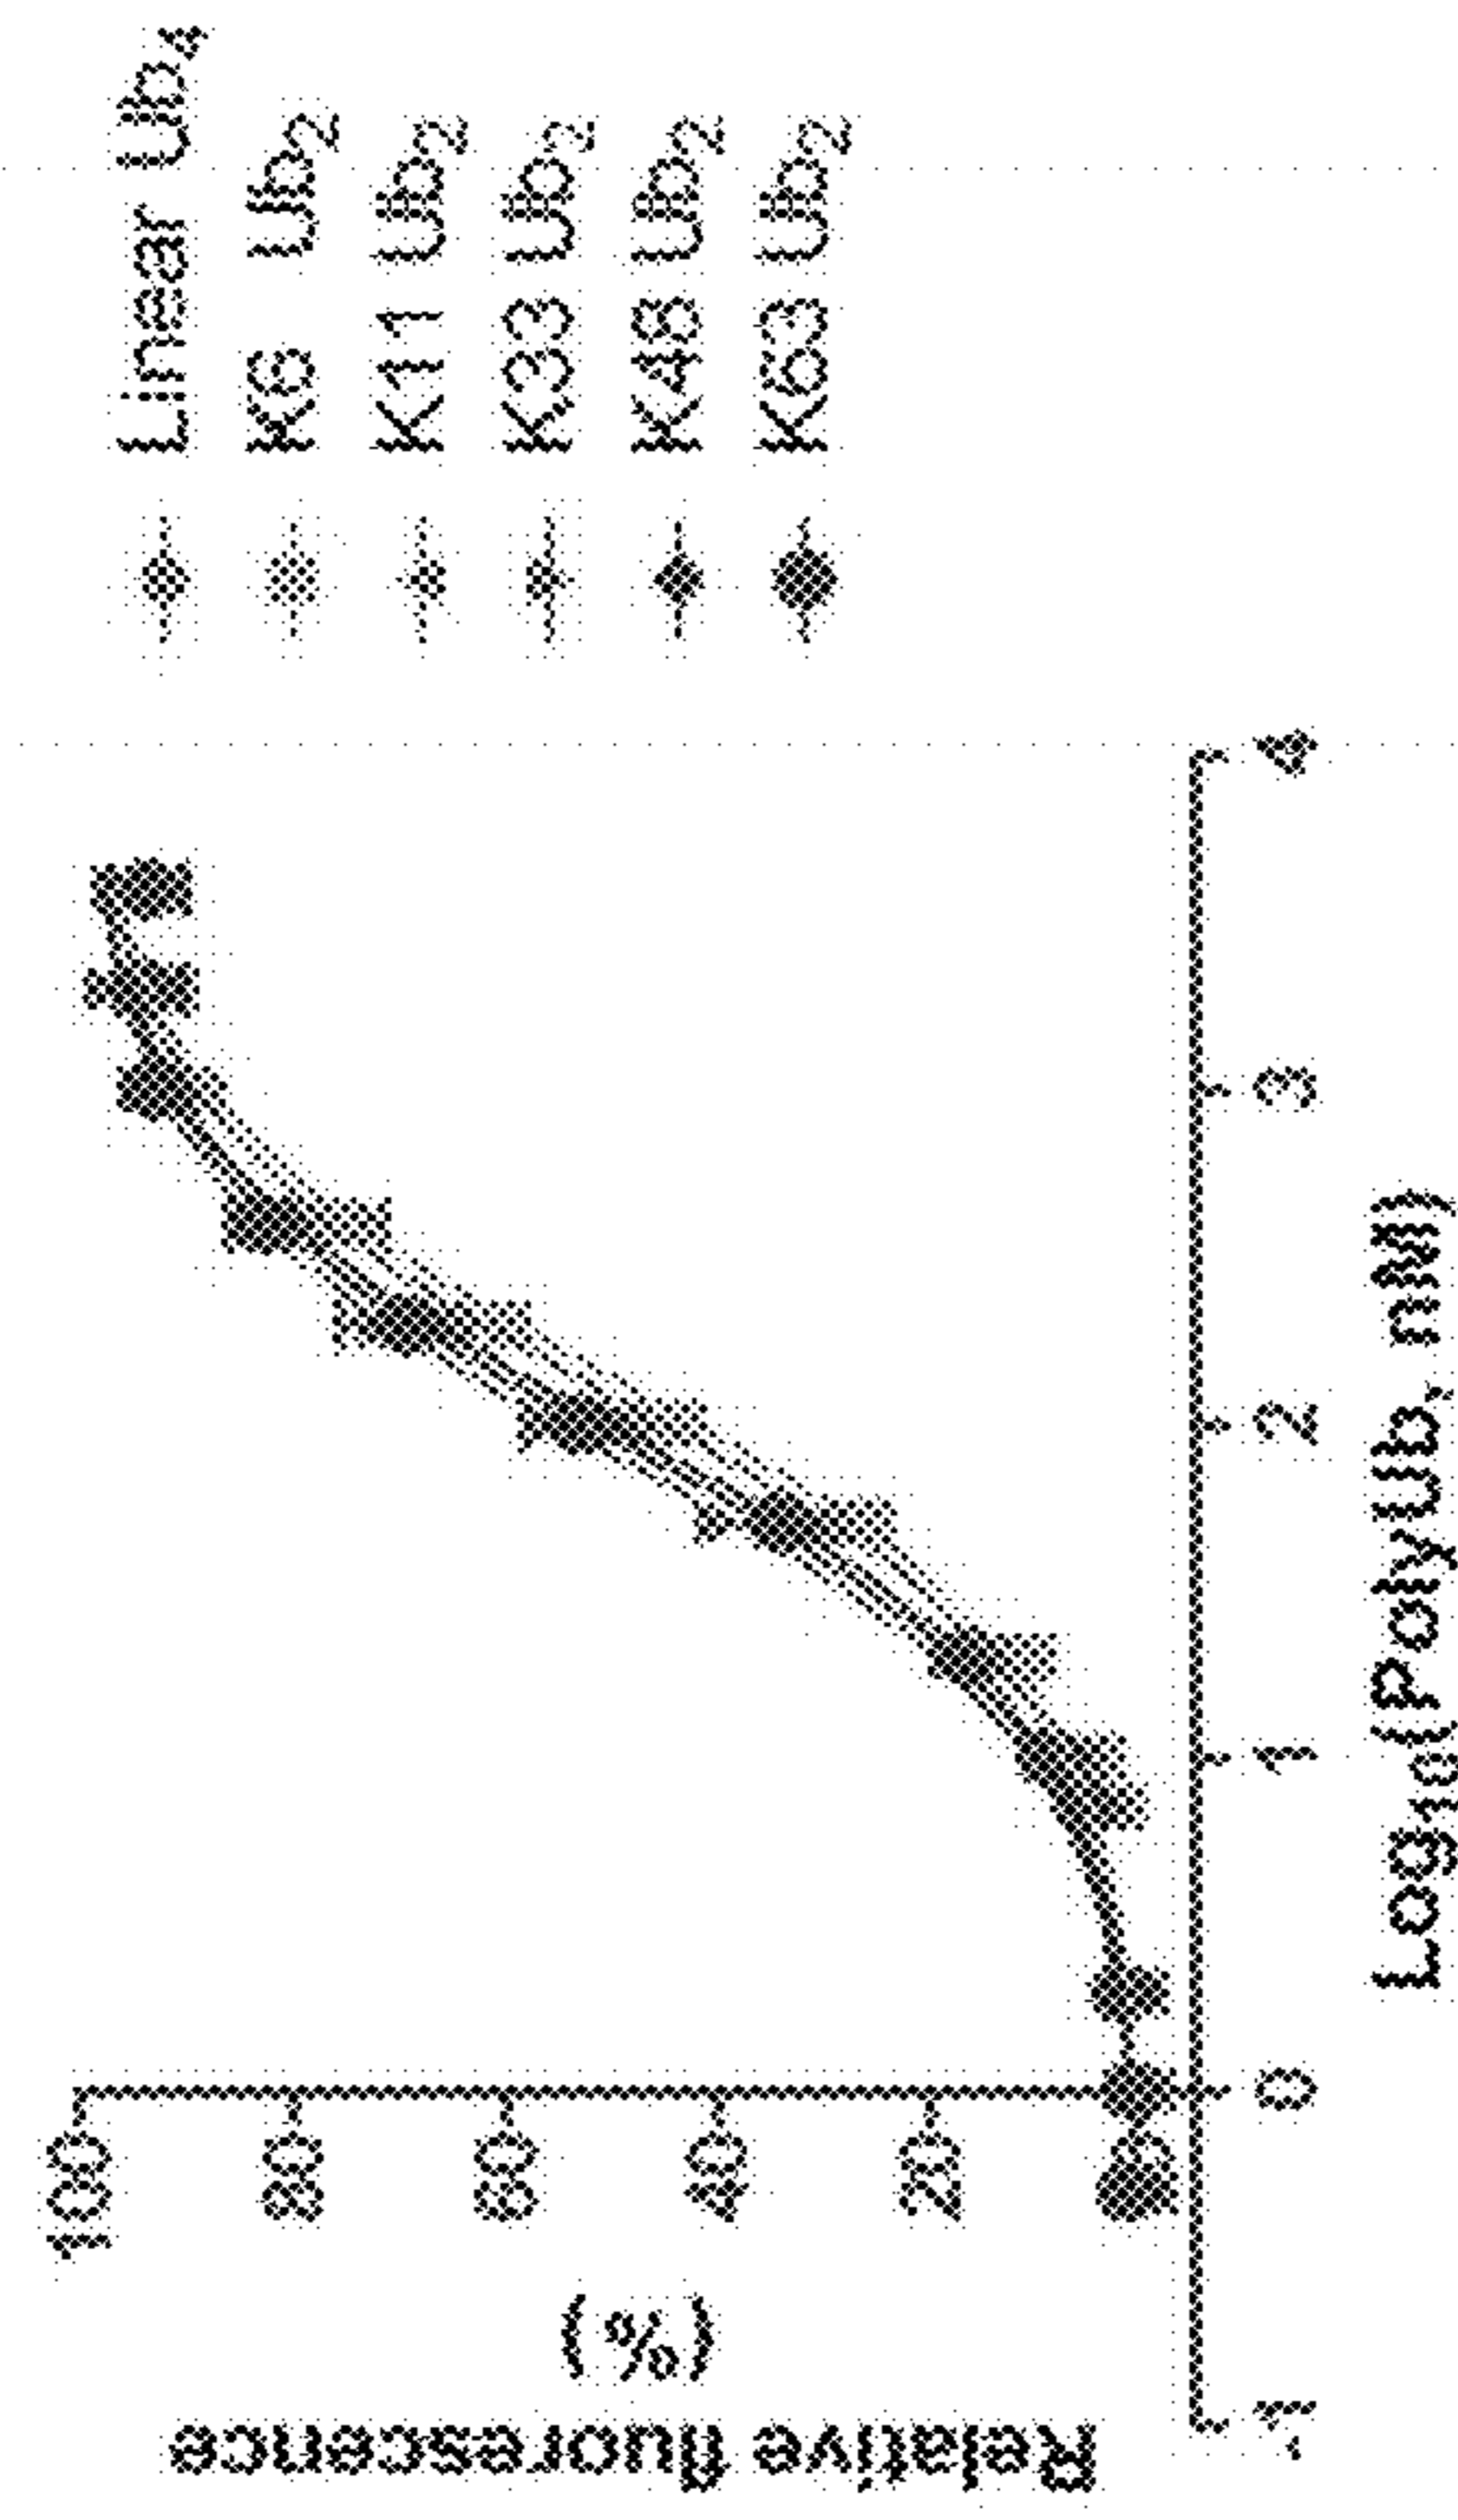 Relative fluorescence
(%)
100
80
60
40
20
0
-1 0 1 2 3 4
Log₁₀(Polyub, nM)
Linear Ub₄
K6 Ub₂
K11 Ub₂
K33 Ub₂
K48 Ub₂
K63 Ub₂